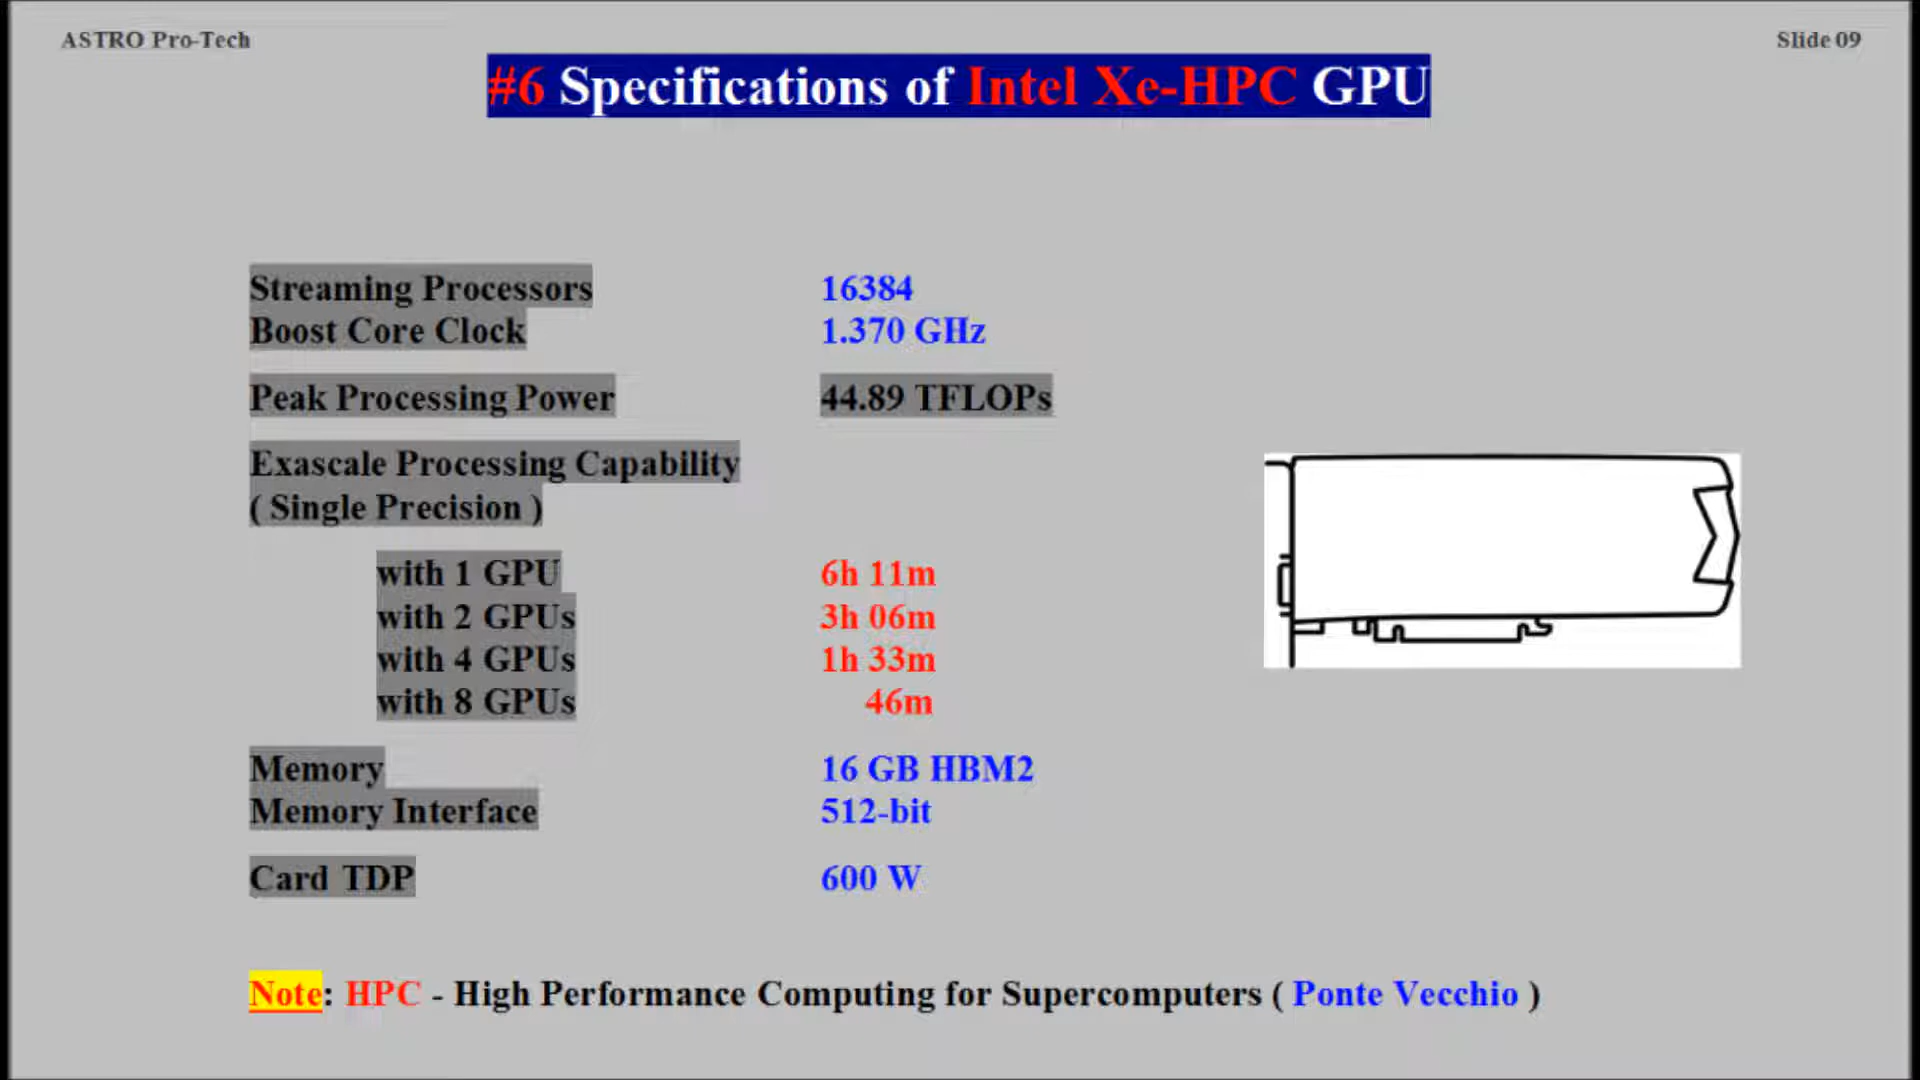 ASTRO Pro-Tech
Slide 09
#6 Specifications of Intel Xe-HPC GPU
Streaming Processors 16384
Boost Core Clock 1.370 GHz
Peak Processing Power 44.89 TFLOPs
Exascale Processing Capability
( Single Precision )
with 1 GPU 6h 11m
with 2 GPUs 3h 06m
with 4 GPUs 1h 33m
with 8 GPUs 46m
Memory 16 GB HBM2
Memory Interface 512-bit
Card TDP 600 W
Note: HPC - High Performance Computing for Supercomputers ( Ponte Vecchio )